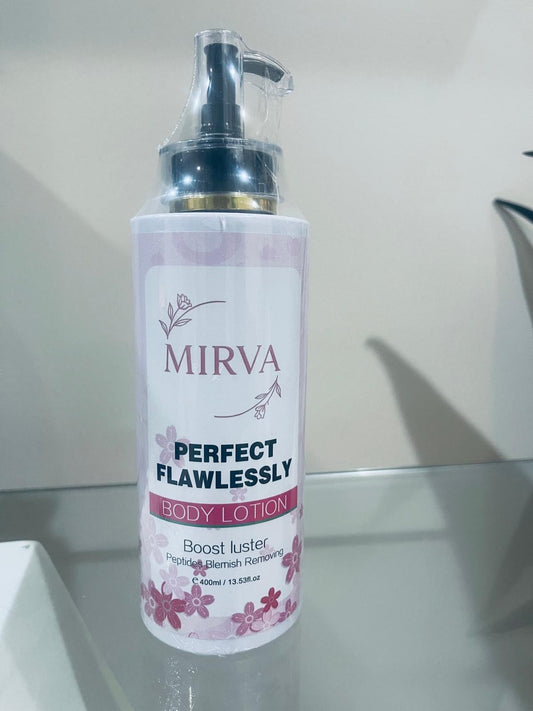 MIRVA
PERFECT
FLAWLESSLY
BODY LOTION
Boost luster
Peptides Blemish Removing
℮400ml / 13.53fl.oz